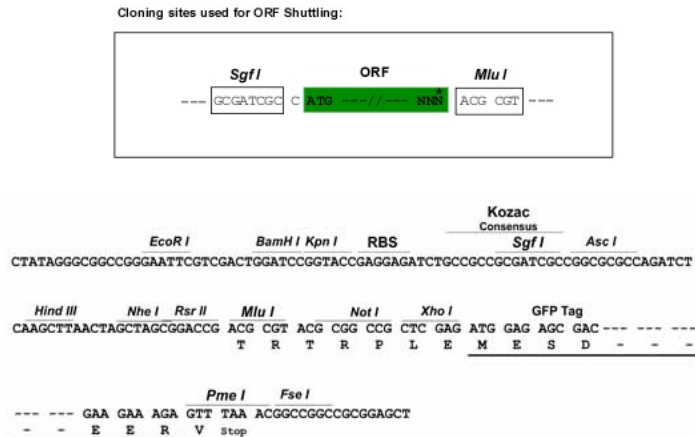 Cloning sites used for ORF Shuttling:
Sgf I ORF Mlu I
--- GCGATCGC C ATG ---//--- NNN* ACG CGT ---
Kozac
Consensus
EcoR I BamH I Kpn I RBS Sgf I Asc I
CTATAGGGCGGCCGGGAATTCGTCGACTGGATCCGGTACCGAGGAGATCTGCCGCCGCGATCGCCGGCGCGCCAGATCT
Hind III Nhe I Rsr II Mlu I Not I Xho I GFP Tag
CAAGCTTAACTAGCTAGCGGACCG ACG CGT ACG CGG CCG CTC GAG ATG GAG AGC GAC--- --- ---
T R T R P L E M E S D - - -
Pme I Fse I
--- --- GAA GAA AGA GTT TAA ACGGCCGGCCGCGGAGCT
- - E E R V Stop